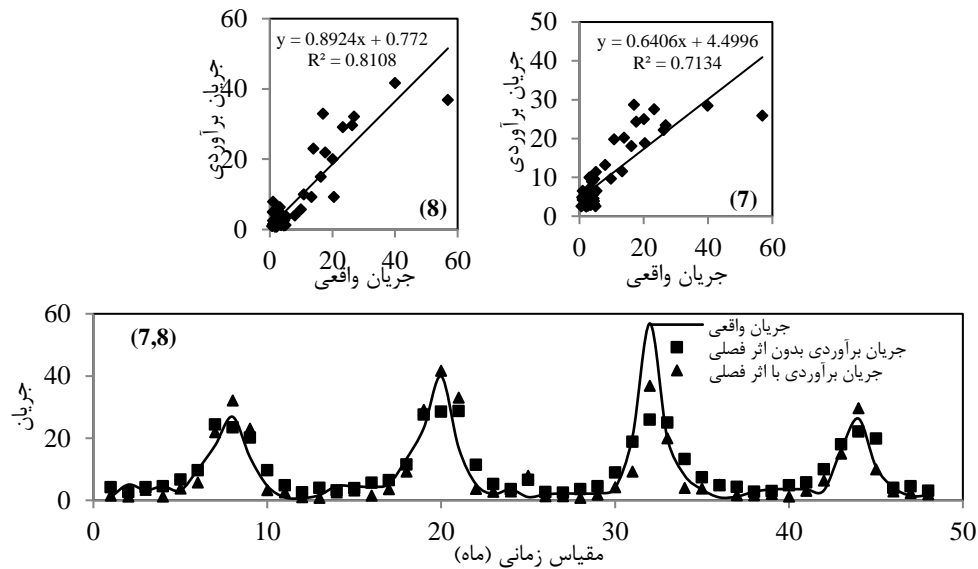 60
40
20
0
0
20
40
60
y = 0.8924x + 0.772
R² = 0.8108
(8)
جریان برآوردی
جریان واقعی
50
40
30
20
10
0
0
20
40
60
y = 0.6406x + 4.4996
R² = 0.7134
(7)
جریان برآوردی
جریان واقعی
60
40
20
0
0
10
20
30
40
50
(7,8)
جریان واقعی
جریان برآوردی بدون اثر فصلی
جریان برآوردی با اثر فصلی
جریان
مقیاس زمانی (ماه)